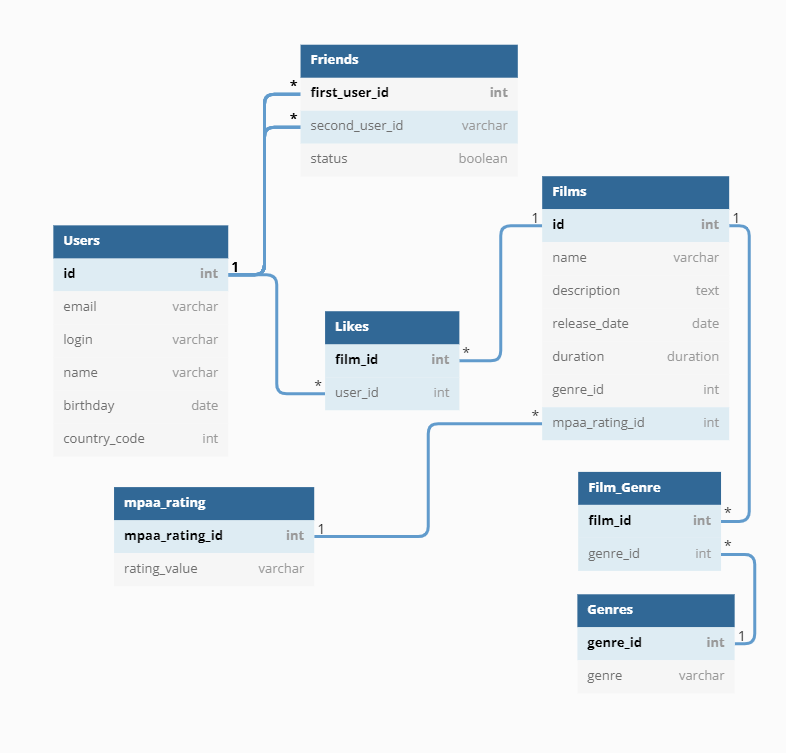 Friends
* first_user_id int
* second_user_id varchar
status boolean
Films
1 id int 1
name varchar
description text
release_date date
duration duration
genre_id int
* mpaa_rating_id int
Users
id int 1
email varchar
login varchar
name varchar
birthday date
country_code int
Likes
film_id int *
* user_id int
mpaa_rating
mpaa_rating_id int 1
rating_value varchar
Film_Genre
film_id int *
genre_id int *
Genres
genre_id int 1
genre varchar